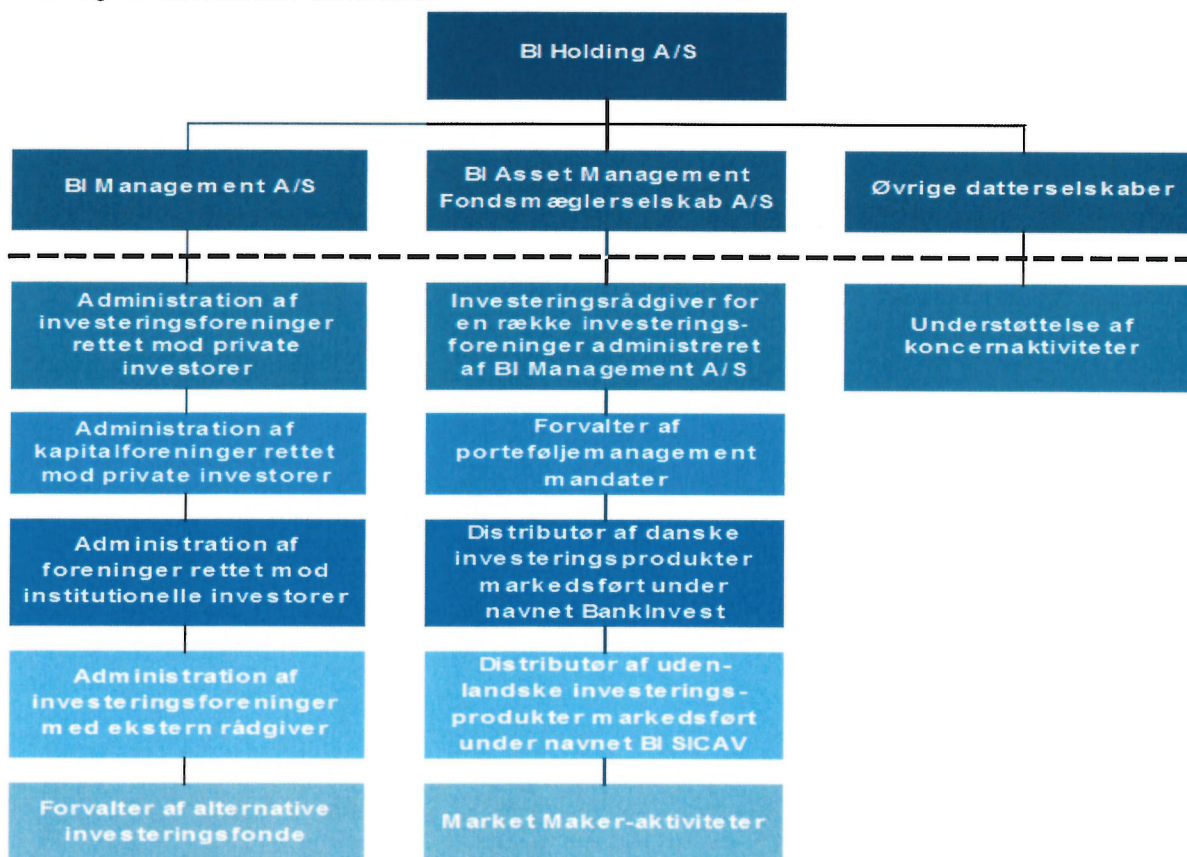 BI Holding A/S
BI Management A/S
BI Asset Management
Fondsmæglerselskab A/S
Øvrige datterselskaber
Administration af
investeringsforeninger
rettet mod private
investorer
Administration af
kapitalforeninger rettet
mod private investorer
Administration af
foreninger rettet mod
institutionelle investorer
Administration af
investeringsforeninger
med ekstern rådgiver
Forvalter af alternative
investeringsfonde
Investeringsrådgiver for
en række investerings-
foreninger administreret
af BI Management A/S
Forvalter af
porteføljemanagement
mandater
Distributør af danske
investeringsprodukter
markedsført under
navnet BankInvest
Distributør af uden-
landske investerings-
produkter markedsført
under navnet BI SICAV
Market Maker-aktiviteter
Understøttelse af
koncernaktiviteter